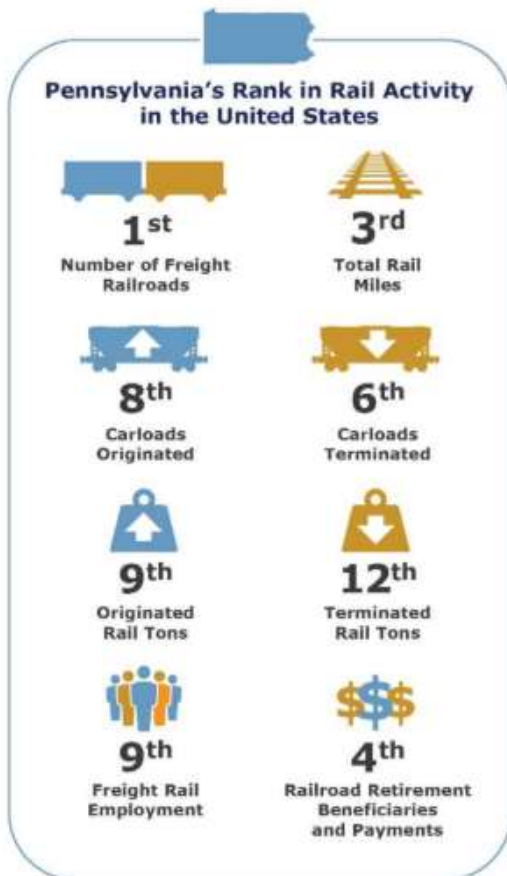 Pennsylvania's Rank in Rail Activity
in the United States
1st
Number of Freight
Railroads
3rd
Total Rail
Miles
8th
Carloads
Originated
6th
Carloads
Terminated
9th
Originated
Rail Tons
12th
Terminated
Rail Tons
9th
Freight Rail
Employment
$$$
4th
Railroad Retirement
Beneficiaries
and Payments